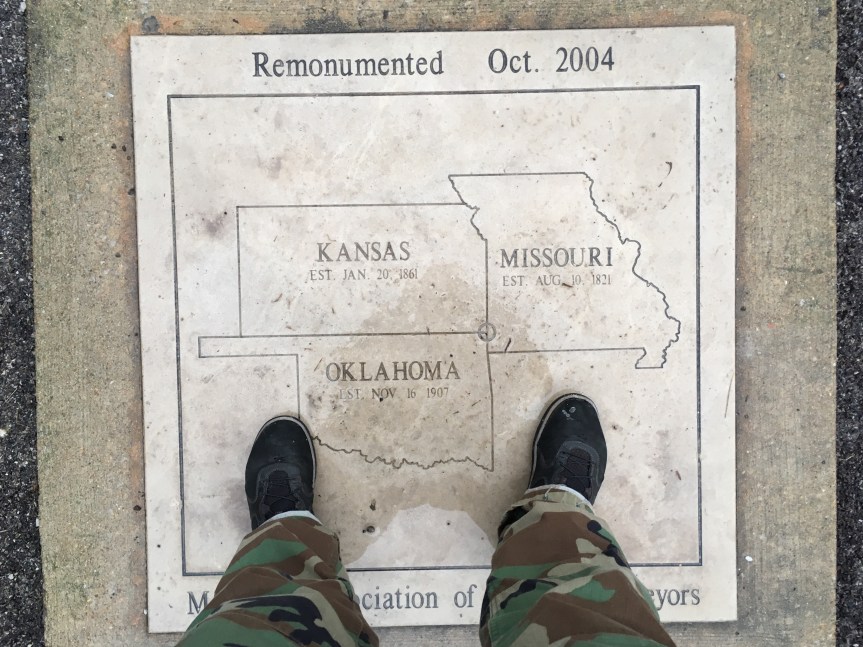 Remonumented Oct. 2004
KANSAS
EST. JAN. 20, 1861
MISSOURI
EST. AUG. 10, 1821
OKLAHOMA
EST. NOV 16 1907
ciation of